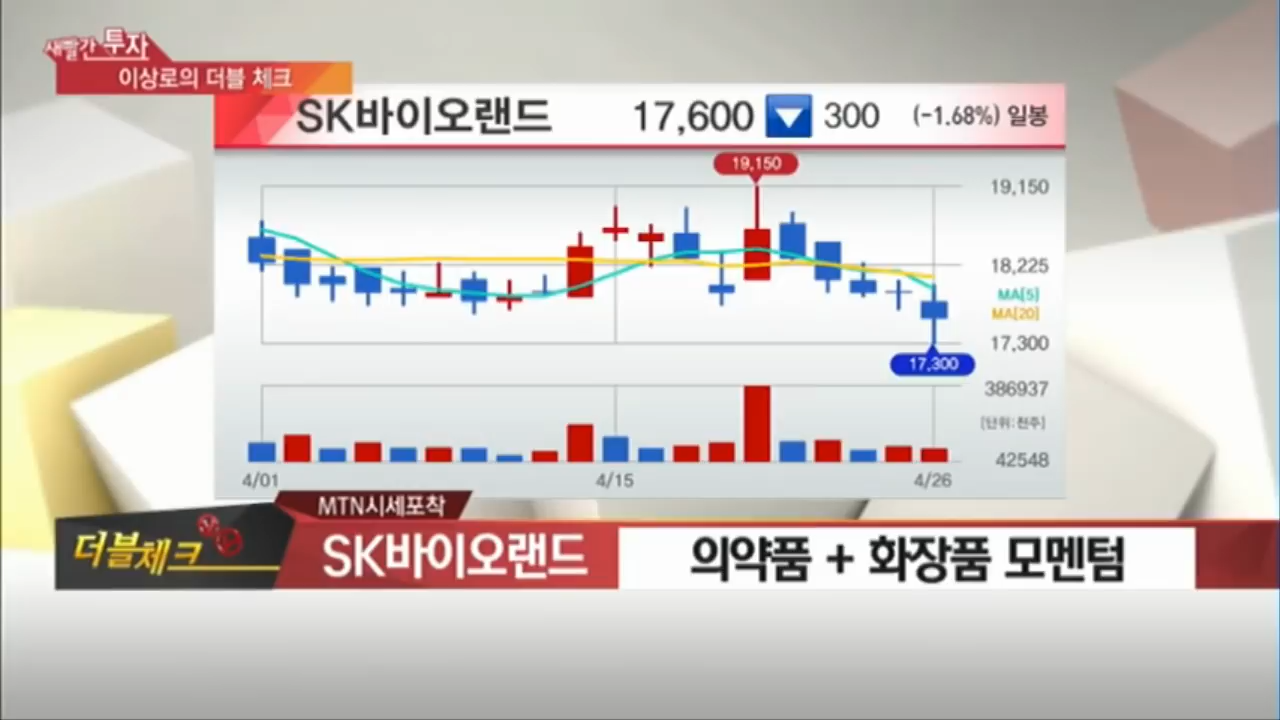 새빨간 투자
이상로의 더블 체크
SK바이오랜드 17,600 300 (-1.68%) 일봉
19,150
19,150
18,225
MA[5]
MA[20]
17,300
17,300
386937
[단위:천주]
42548
4/01 4/15 4/26
MTN시세포착
더블체크
SK바이오랜드 의약품 + 화장품 모멘텀